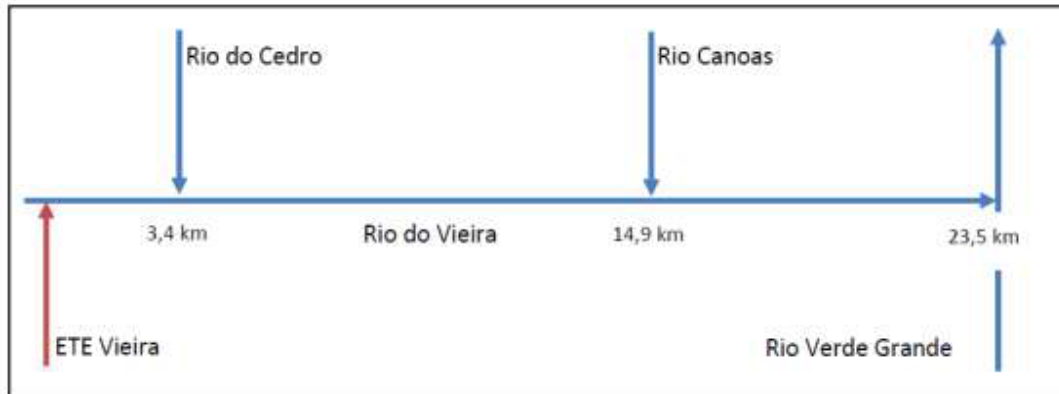 Rio do Cedro
Rio Canoas
3,4 km
Rio do Vieira
14,9 km
23,5 km
ETE Vieira
Rio Verde Grande